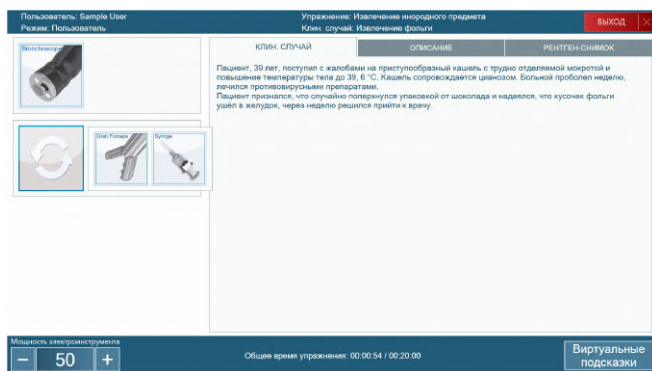 Пользователь: Sample User
Режим: Пользователь
Упражнение: Извлечение инородного предмета
Клин. случай: Извлечение фольги
ВЫХОД
Bronchoscope
КЛИН. СЛУЧАЙ
ОПИСАНИЕ
РЕНТГЕН-СНИМОК
Пациент, 39 лет, поступил с жалобами на приступообразный кашель с трудно отделяемой мокротой и
повышение температуры тела до 39, 6 °С. Кашель сопровождается цианозом. Больной проболел неделю,
лечился противовирусными препаратами.
Пациент признался, что случайно поперхнулся упаковкой от шоколада и надеялся, что кусочек фольги
ушёл в желудок, через неделю решился прийти к врачу.
Grab Forceps
Syringe
Мощность электроинструмента
− 50 +
Общее время упражнения: 00:00:54 / 00:20:00
Виртуальные
подсказки